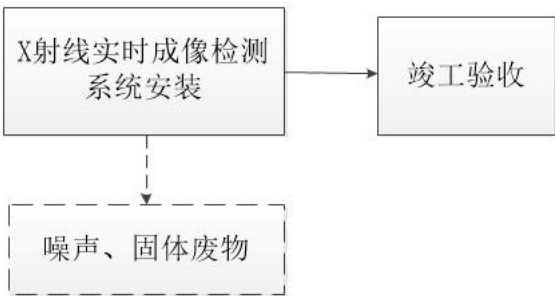 X射线实时成像检测
系统安装
竣工验收
噪声、固体废物